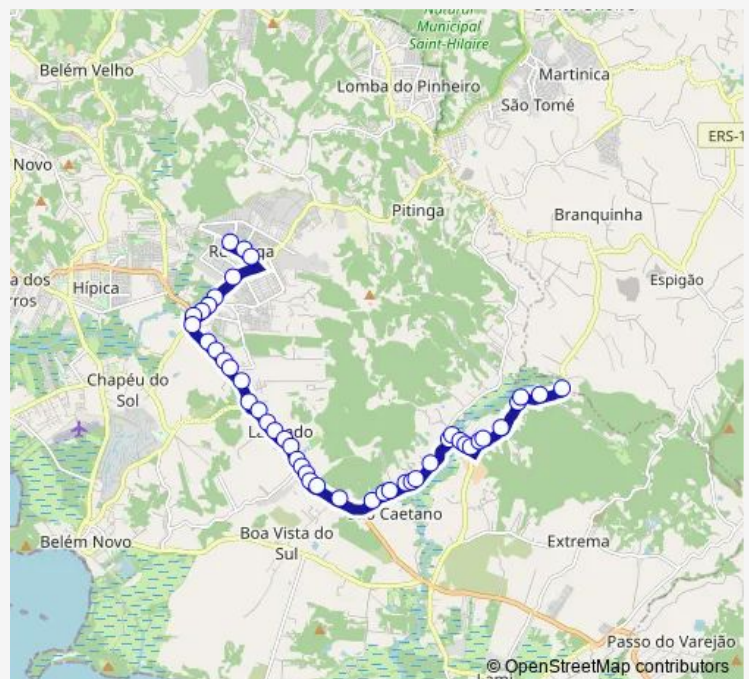 Natural
Municipal
Saint-Hilaire
Belém Velho
Lomba do Pinheiro
Martinica
São Tomé
ERS-1
Novo
Pitinga
Branquinha
Hípica
Espigão
Chapéu do
Sol
Caetano
Belém Novo
Boa Vista do
Sul
Extrema
Passo do Varejão
© OpenStreetMap contributors